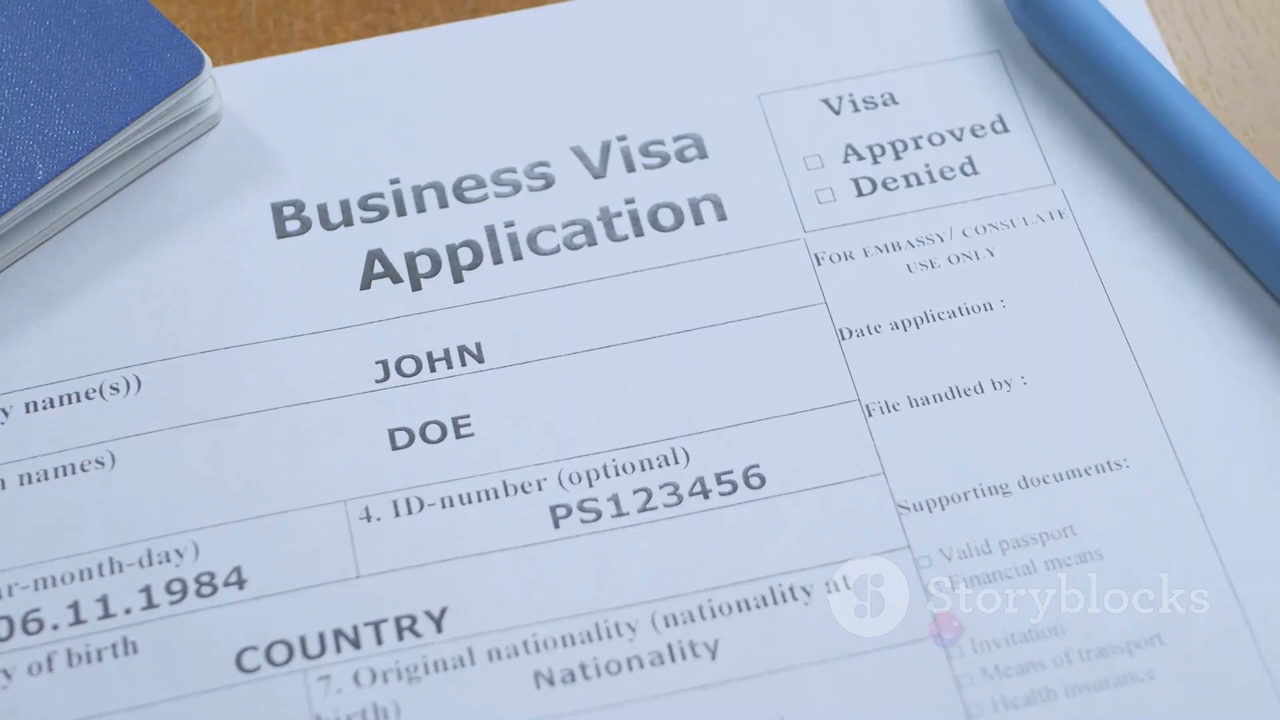 Business Visa
Application
Visa
Approved
Denied
FOR EMBASSY/ CONSULATE
USE ONLY
Date application :
File handled by :
Supporting documents:
Valid passport
Financial means
Invitation
Means of transport
Health insurance
y name(s))
JOHN
names)
DOE
4. ID-number (optional)
PS123456
r-month-day)
06.11.1984
y of birth
COUNTRY
7. Original nationality (nationality at
birth)
Nationality
Storyblocks